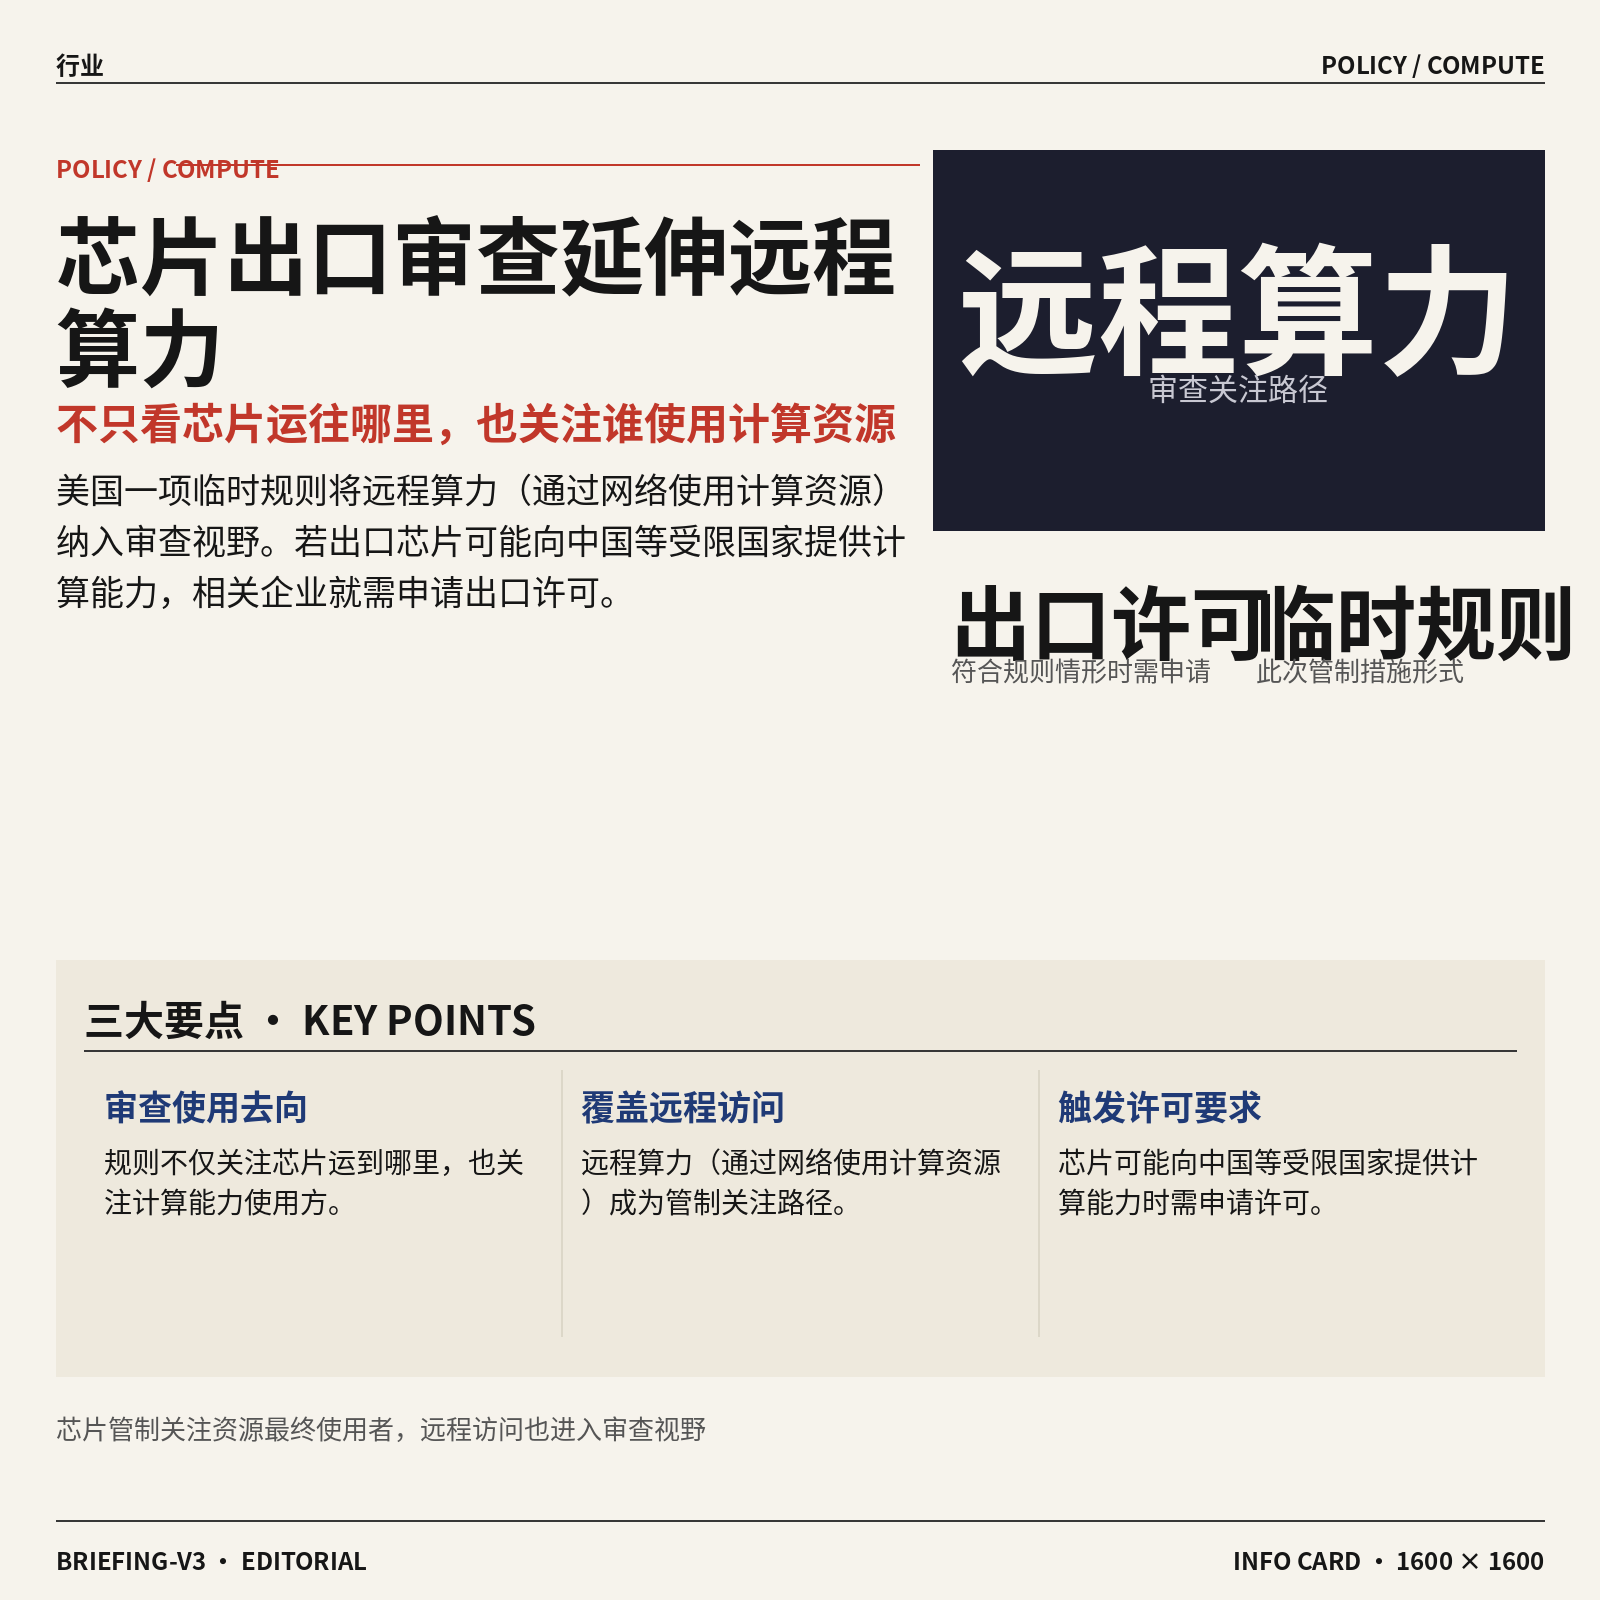 行业
POLICY / COMPUTE
POLICY / COMPUTE
芯片出口审查延伸远程
算力
不只看芯片运往哪里，也关注谁使用计算资源
美国一项临时规则将远程算力（通过网络使用计算资源）
纳入审查视野。若出口芯片可能向中国等受限国家提供计
算能力，相关企业就需申请出口许可。
远程算力
审查关注路径
出口许可
符合规则情形时需申请
临时规则
此次管制措施形式
三大要点 · KEY POINTS
审查使用去向
规则不仅关注芯片运到哪里，也关
注计算能力使用方。
覆盖远程访问
远程算力（通过网络使用计算资源
）成为管制关注路径。
触发许可要求
芯片可能向中国等受限国家提供计
算能力时需申请许可。
芯片管制关注资源最终使用者，远程访问也进入审查视野
BRIEFING-V3 · EDITORIAL
INFO CARD · 1600 × 1600